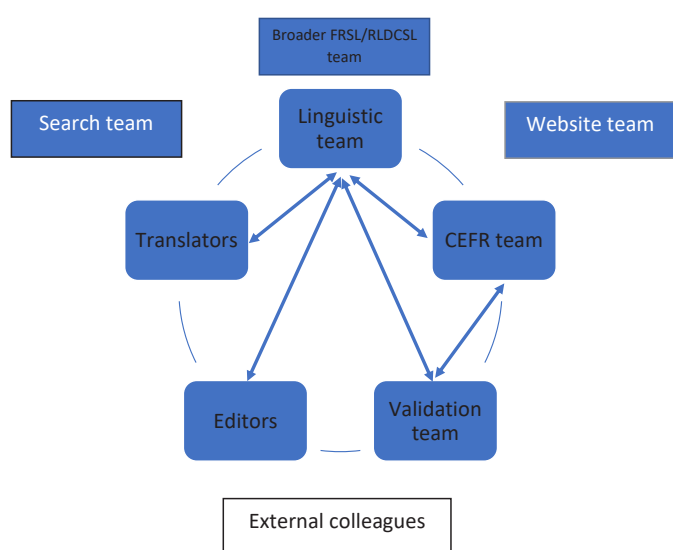 Broader FRSL/RLDCSL
team
Search team
Linguistic
team
Website team
Translators
CEFR team
Editors
Validation
team
External colleagues